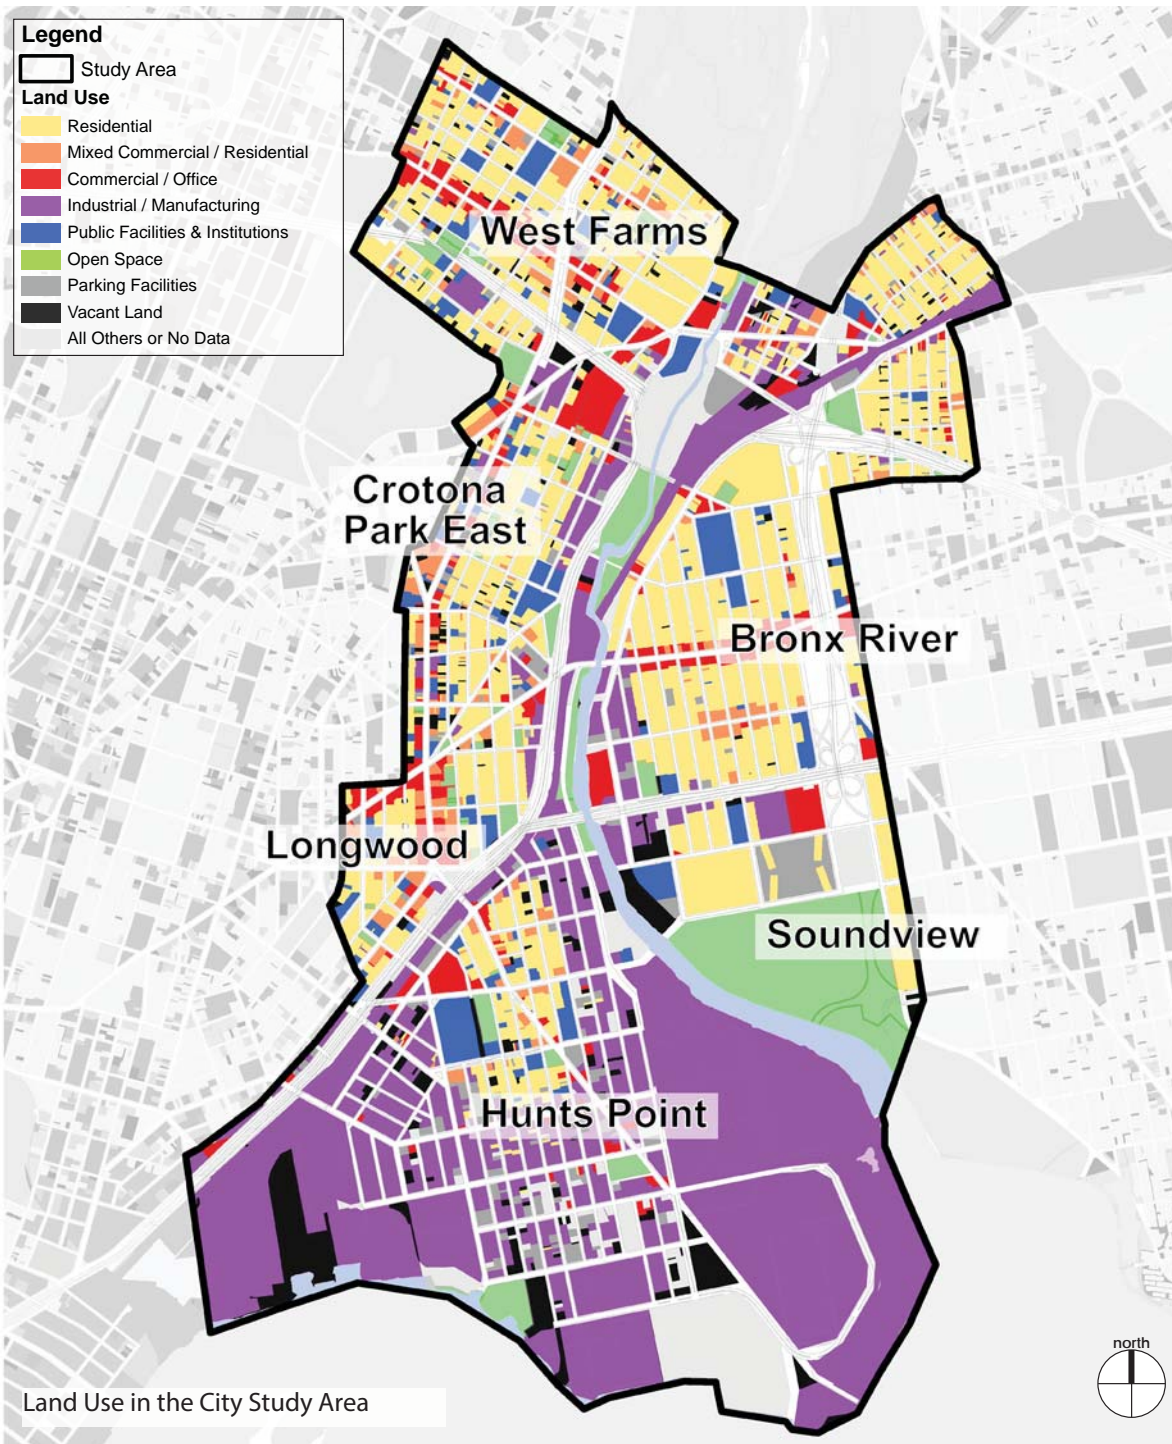 Legend
Study Area
Land Use
Residential
Mixed Commercial / Residential
Commercial / Office
Industrial / Manufacturing
Public Facilities & Institutions
Open Space
Parking Facilities
Vacant Land
All Others or No Data
West Farms
Crotona
Park East
Bronx River
Longwood
Soundview
Hunts Point
north
Land Use in the City Study Area